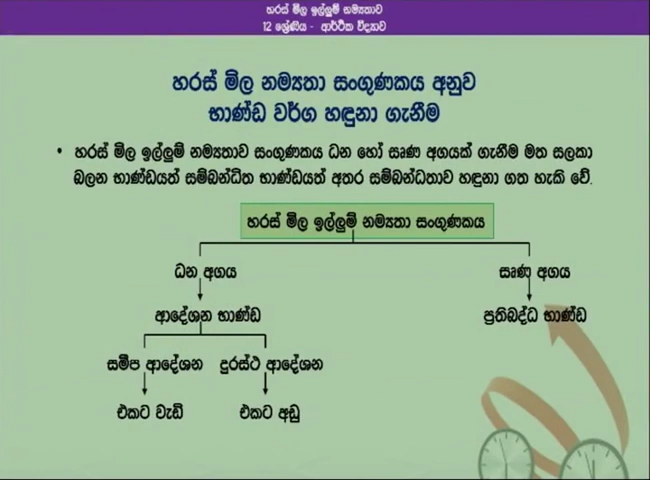 හරස් මිල ඉල්ලුම් නම්‍යතාව
12 ශ්‍රේණිය - ආර්ථික විද්‍යාව
හරස් මිල නම්‍යතා සංගුණකය අනුව
භාණ්ඩ වර්ග හඳුනා ගැනීම
• හරස් මිල ඉල්ලුම් නම්‍යතාව සංගුණකය ධන හෝ සෘණ අගයක් ගැනීම මත සලකා
බලන භාණ්ඩයත් සම්බන්ධිත භාණ්ඩයත් අතර සම්බන්ධතාව හඳුනා ගත හැකි වේ.
හරස් මිල ඉල්ලුම් නම්‍යතා සංගුණකය
ධන අගය සෘණ අගය
ආදේශන භාණ්ඩ ප්‍රතිබද්ධ භාණ්ඩ
සමීප ආදේශන දුරස්ථ ආදේශන
එකට වැඩි එකට අඩු